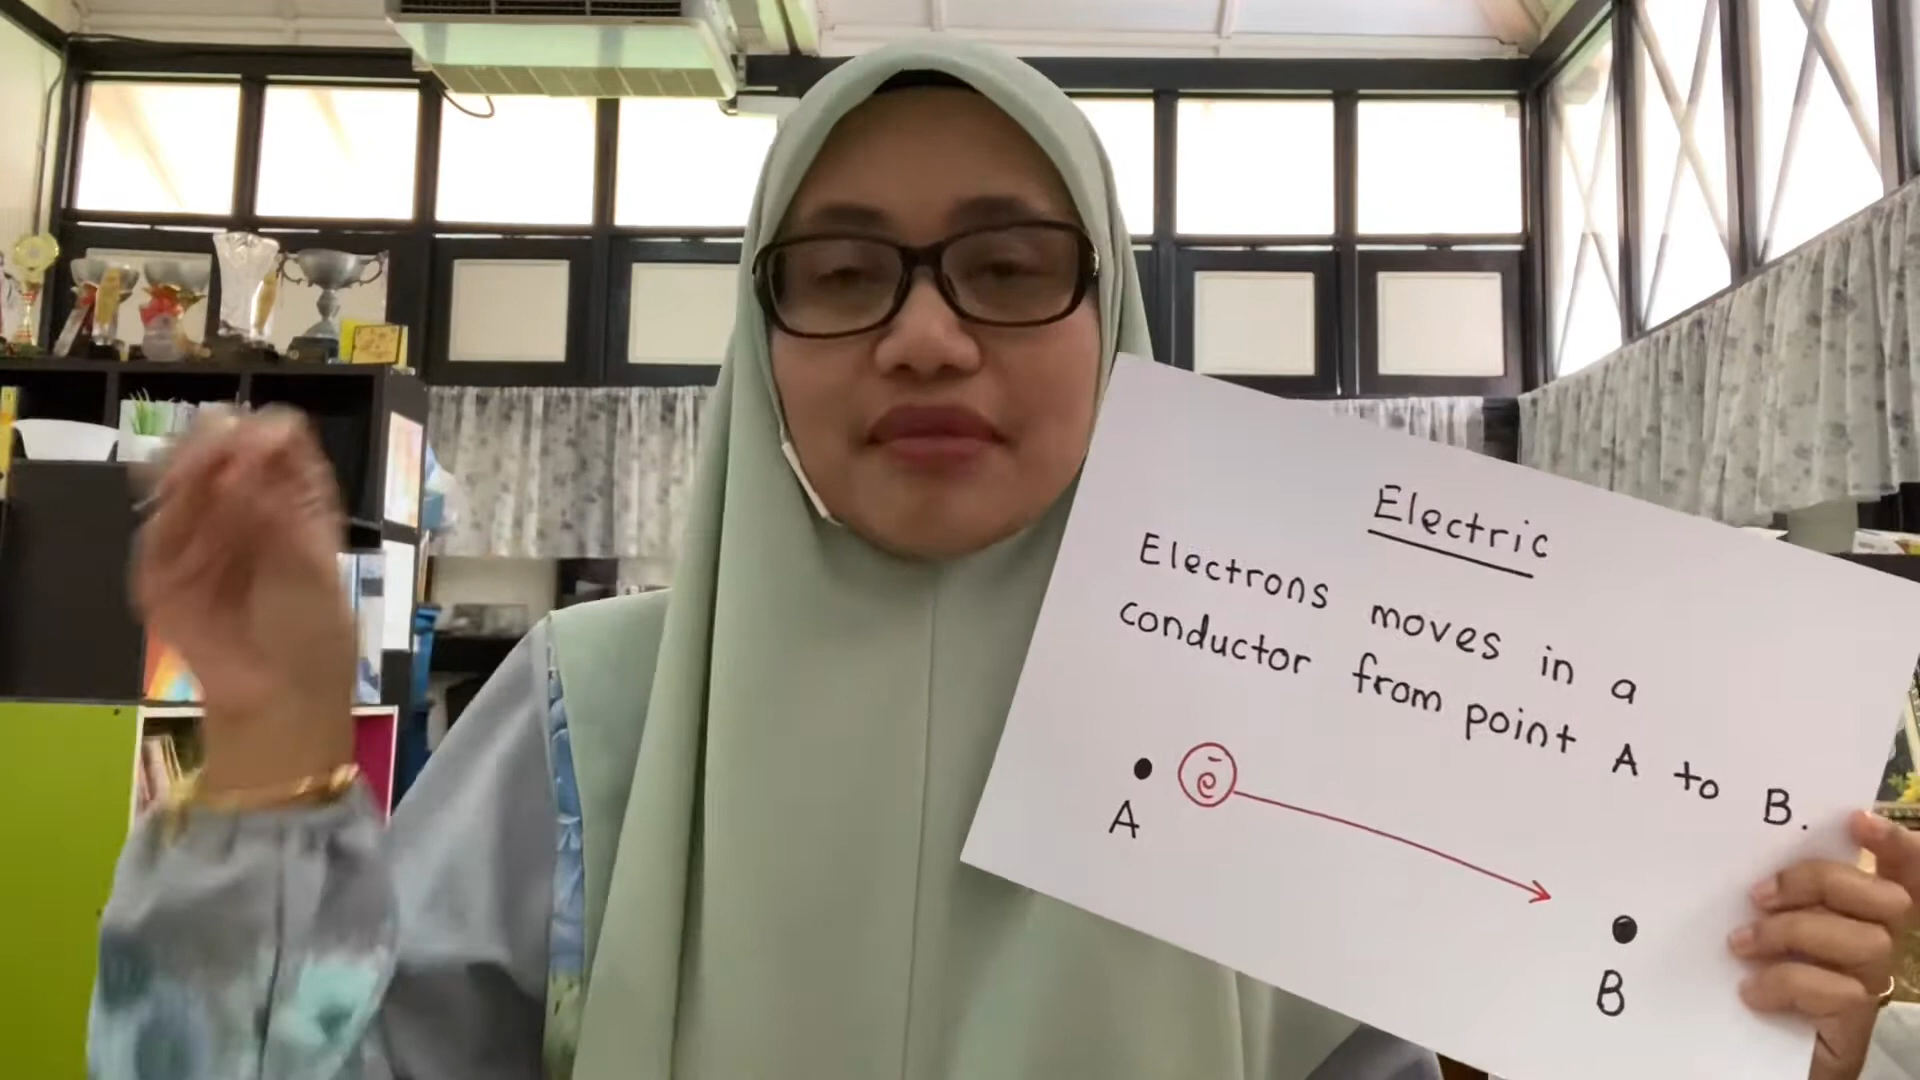 Electric
Electrons moves in a
conductor from point A to B.
ē
A
B